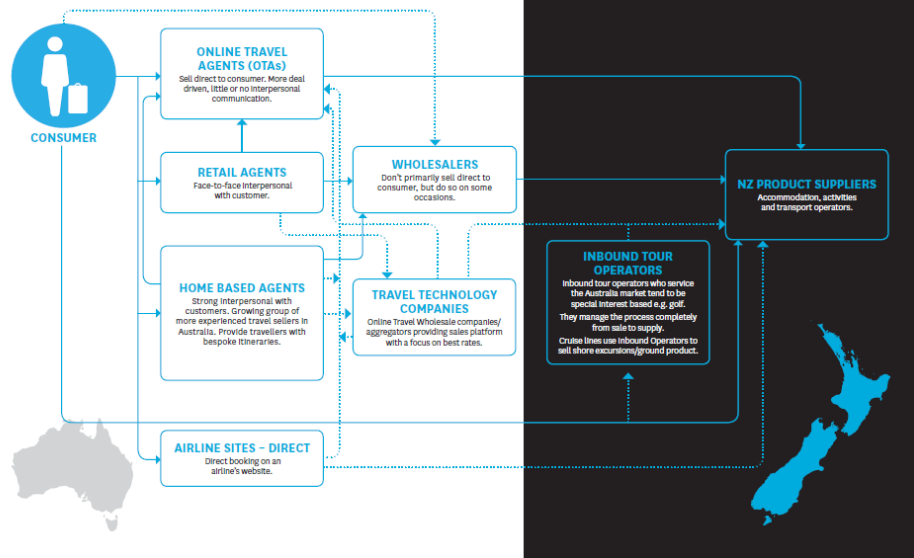 CONSUMER
ONLINE TRAVEL
AGENTS (OTAs)
Sell direct to consumer. More deal
driven, little or no interpersonal
communication.
RETAIL AGENTS
Face-to-face interpersonal
with customer.
WHOLESALERS
Don't primarily sell direct to
consumer, but do so on some
occasions.
NZ PRODUCT SUPPLIERS
Accommodation, activities
and transport operators.
HOME BASED AGENTS
Strong interpersonal with
customers. Growing group of
more experienced travel sellers in
Australia. Provide travellers with
bespoke itineraries.
TRAVEL TECHNOLOGY
COMPANIES
Online Travel Wholesale companies/
aggregators providing sales platform
with a focus on best rates.
INBOUND TOUR
OPERATORS
Inbound tour operators who service
the Australia market tend to be
special interest based e.g. golf.
They manage the process completely
from sale to supply.
Cruise lines use Inbound Operators to
sell shore excursions/ground product.
AIRLINE SITES – DIRECT
Direct booking on an
airline's website.